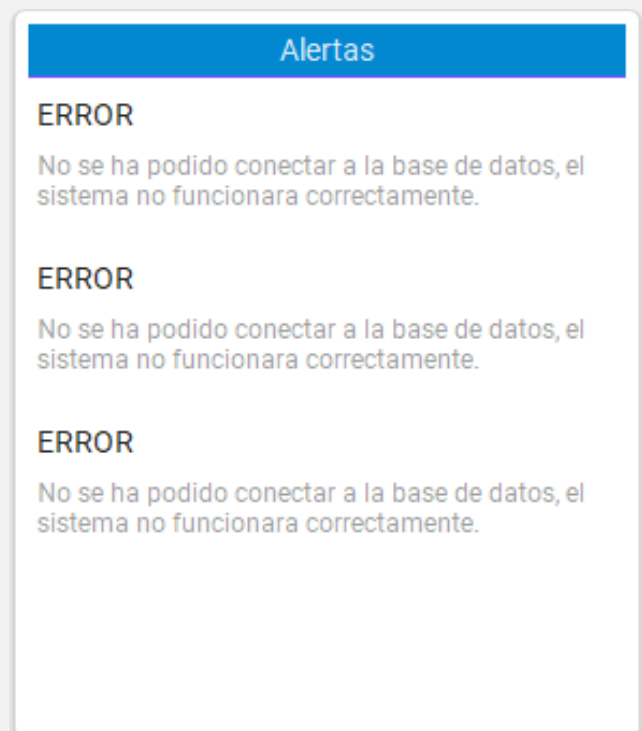 Alertas
ERROR
No se ha podido conectar a la base de datos, el
sistema no funcionara correctamente.
ERROR
No se ha podido conectar a la base de datos, el
sistema no funcionara correctamente.
ERROR
No se ha podido conectar a la base de datos, el
sistema no funcionara correctamente.